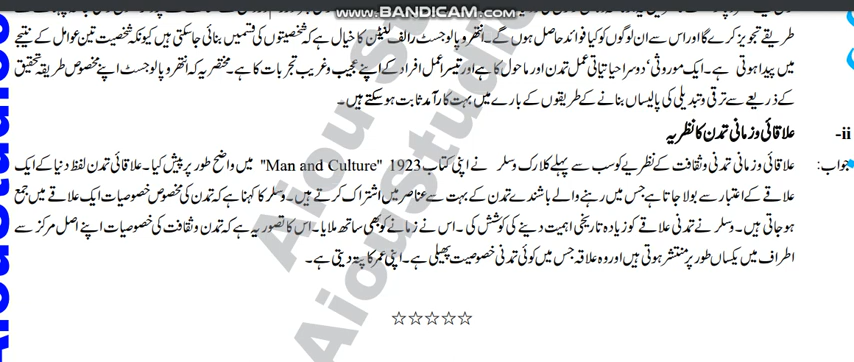 www.BANDICAM.com
طریقے تجویز کرے گا اور اس سے ان لوگوں کو کیا فوائد حاصل ہوں گے۔ انتھرو پالوجسٹ رالف لنٹن کا خیال ہے کہ شخصیتوں کی قسمیں بنائی جا سکتی ہیں کیونکہ شخصیت تین عوامل کے نتیجے
میں پیدا ہوتی ہے۔ ایک موروثی، دوسرا حیاتیاتی عمل تمدن اور ماحول کا ہے اور تیسرا عمل افراد کے اپنے عجیب و غریب تجربات کا ہے۔ مختصر یہ کہ انتھرو پالوجسٹ اپنے مخصوص طریقہ تحقیق
کے ذریعے سے ترقی و تبدیلی کی پالیساں بنانے کے طریقوں کے بارے میں بہت کارآمد ثابت ہو سکتے ہیں۔
ii- علاقائی و زمانی تمدن کا نظریہ
جواب: علاقائی و زمانی تمدنی وثقافت کے نظریے کو سب سے پہلے کلارک وسلر نے اپنی کتاب 1923 "Man and Culture" میں واضح طور پر پیش کیا۔ علاقائی تمدن لفظ دنیا کے ایک
علاقے کے اعتبار سے بولا جاتا ہے جس میں رہنے والے باشندے تمدن کے بہت سے عناصر میں اشتراک کرتے ہیں۔ وسلر کا کہنا ہے کہ تمدن کی مخصوص خصوصیات ایک علاقے میں جمع
ہو جاتی ہیں۔ وسلر نے تمدنی علاقے کو زیادہ تاریخی اہمیت دینے کی کوشش کی۔ اس نے زمانے کو بھی ساتھ ملایا۔ اس کا تصور یہ ہے کہ تمدن وثقافت کی خصوصیات اپنے اصل مرکز سے
اطراف میں یکساں طور پر منتشر ہوتی ہیں اور وہ علاقہ جس میں کوئی تمدنی خصوصیت پھیلی ہے۔ اپنی عمر کا پتہ دیتی ہے۔
☆☆☆☆☆